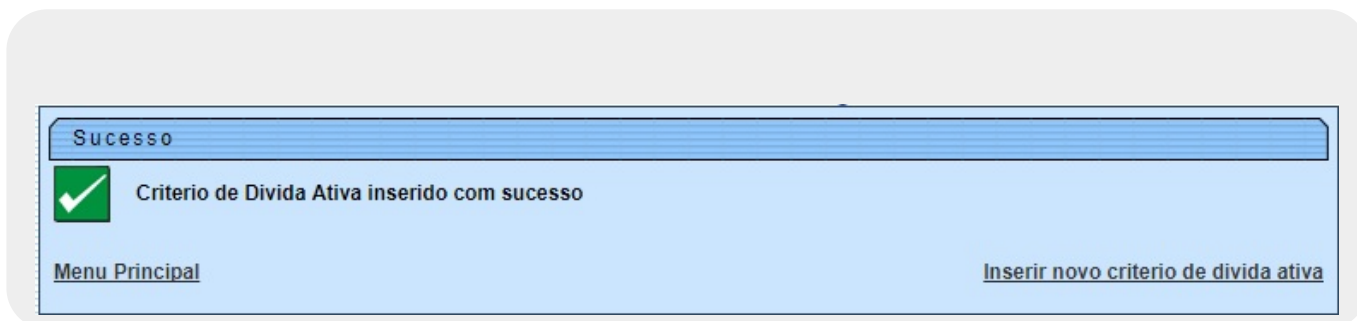 Sucesso
Criterio de Divida Ativa inserido com sucesso
Menu Principal
Inserir novo criterio de divida ativa